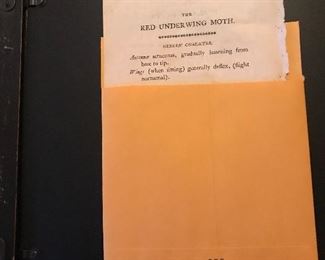 THE
RED UNDERWING MOTH.
GENERIC CHARACTER.
Antennæ setaceous, gradually lessening from
base to tip.
Wings (when sitting) generally deflex, (flight
nocturnal).